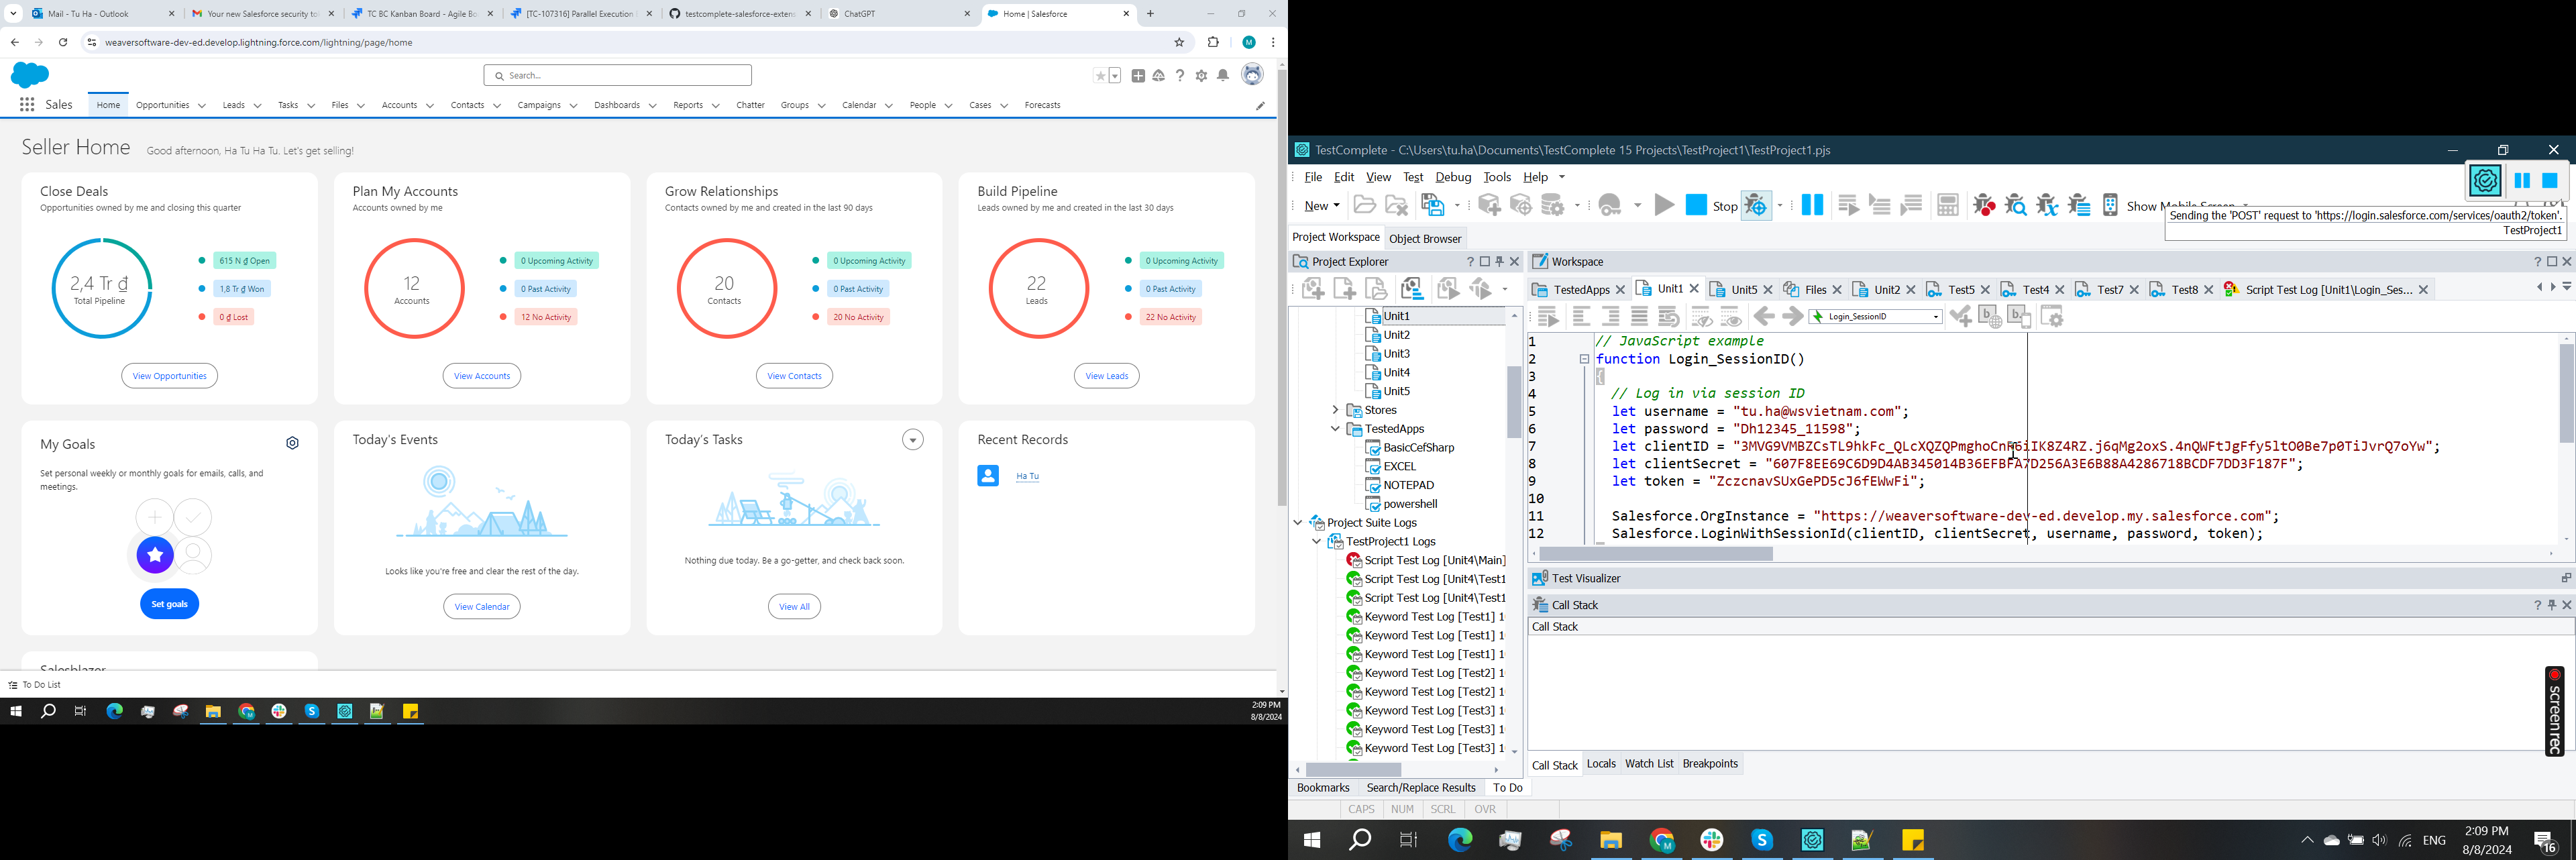 Mail - Tu Ha - Outlook
Your new Salesforce security to
TC BC Kanban Board - Agile Bo
[TC-107316] Parallel Execution
testcomplete-salesforce-extens
ChatGPT
Home | Salesforce
weaversoftware-dev-ed.develop.lightning.force.com/lightning/page/home
M
Search...
Sales
Home
Opportunities
Leads
Tasks
Files
Accounts
Contacts
Campaigns
Dashboards
Reports
Chatter
Groups
Calendar
People
Cases
Forecasts
Seller Home
Good afternoon, Ha Tu Ha Tu. Let's get selling!
Close Deals
Opportunities owned by me and closing this quarter
2,4 Tr ₫
Total Pipeline
615 N ₫ Open
1,8 Tr ₫ Won
0 ₫ Lost
View Opportunities
Plan My Accounts
Accounts owned by me
12
Accounts
0 Upcoming Activity
0 Past Activity
12 No Activity
View Accounts
Grow Relationships
Contacts owned by me and created in the last 90 days
20
Contacts
0 Upcoming Activity
0 Past Activity
20 No Activity
View Contacts
Build Pipeline
Leads owned by me and created in the last 30 days
22
Leads
0 Upcoming Activity
0 Past Activity
22 No Activity
View Leads
My Goals
Set personal weekly or monthly goals for emails, calls, and
meetings.
Set goals
Today's Events
Looks like you're free and clear the rest of the day.
View Calendar
Today's Tasks
Nothing due today. Be a go-getter, and check back soon.
View All
Recent Records
Ha Tu
Salesblazer
To Do List
2:09 PM
8/8/2024
TestComplete - C:\Users\tu.ha\Documents\TestComplete 15 Projects\TestProject1\TestProject1.pjs
File Edit View Test Debug Tools Help
New
Stop
Show Mobile Screen
Sending the 'POST' request to 'https://login.salesforce.com/services/oauth2/token'.
TestProject1
Project Workspace
Object Browser
Project Explorer
Workspace
TestedApps
Unit1
Unit5
Files
Unit2
Test5
Test4
Test7
Test8
Script Test Log [Unit1\Login_Ses...
Login_SessionID
Unit1
Unit2
Unit3
Unit4
Unit5
Stores
TestedApps
BasicCefSharp
EXCEL
NOTEPAD
powershell
Project Suite Logs
TestProject1 Logs
Script Test Log [Unit4\Main]
Script Test Log [Unit4\Test1
Script Test Log [Unit4\Test1
Keyword Test Log [Test1] 1
Keyword Test Log [Test1] 1
Keyword Test Log [Test1] 1
Keyword Test Log [Test2] 1
Keyword Test Log [Test2] 1
Keyword Test Log [Test3] 1
Keyword Test Log [Test3] 1
Keyword Test Log [Test3] 1
1 // JavaScript example
2 function Login_SessionID()
3 {
4 // Log in via session ID
5 let username = "tu.ha@wsvietnam.com";
6 let password = "Dh12345_11598";
7 let clientID =
8 let clientSecret = "607F8EE69C6D9D4AB345014B36EFBFA7D256A3E6B88A4286718BCDF7DD3F187F";
9 let token = "ZczcnavSUxGePD5cJ6fEWwFi";
10
11 Salesforce.OrgInstance = "https://weaversoftware-dev-ed.develop.my.salesforce.com";
12 Salesforce.LoginWithSessionId(clientID, clientSecret, username, password, token);
Test Visualizer
Call Stack
Call Stack
Call Stack
Locals
Watch List
Breakpoints
Bookmarks
Search/Replace Results
To Do
CAPS
NUM
SCRL
OVR
screenrec
ENG
2:09 PM
8/8/2024
16